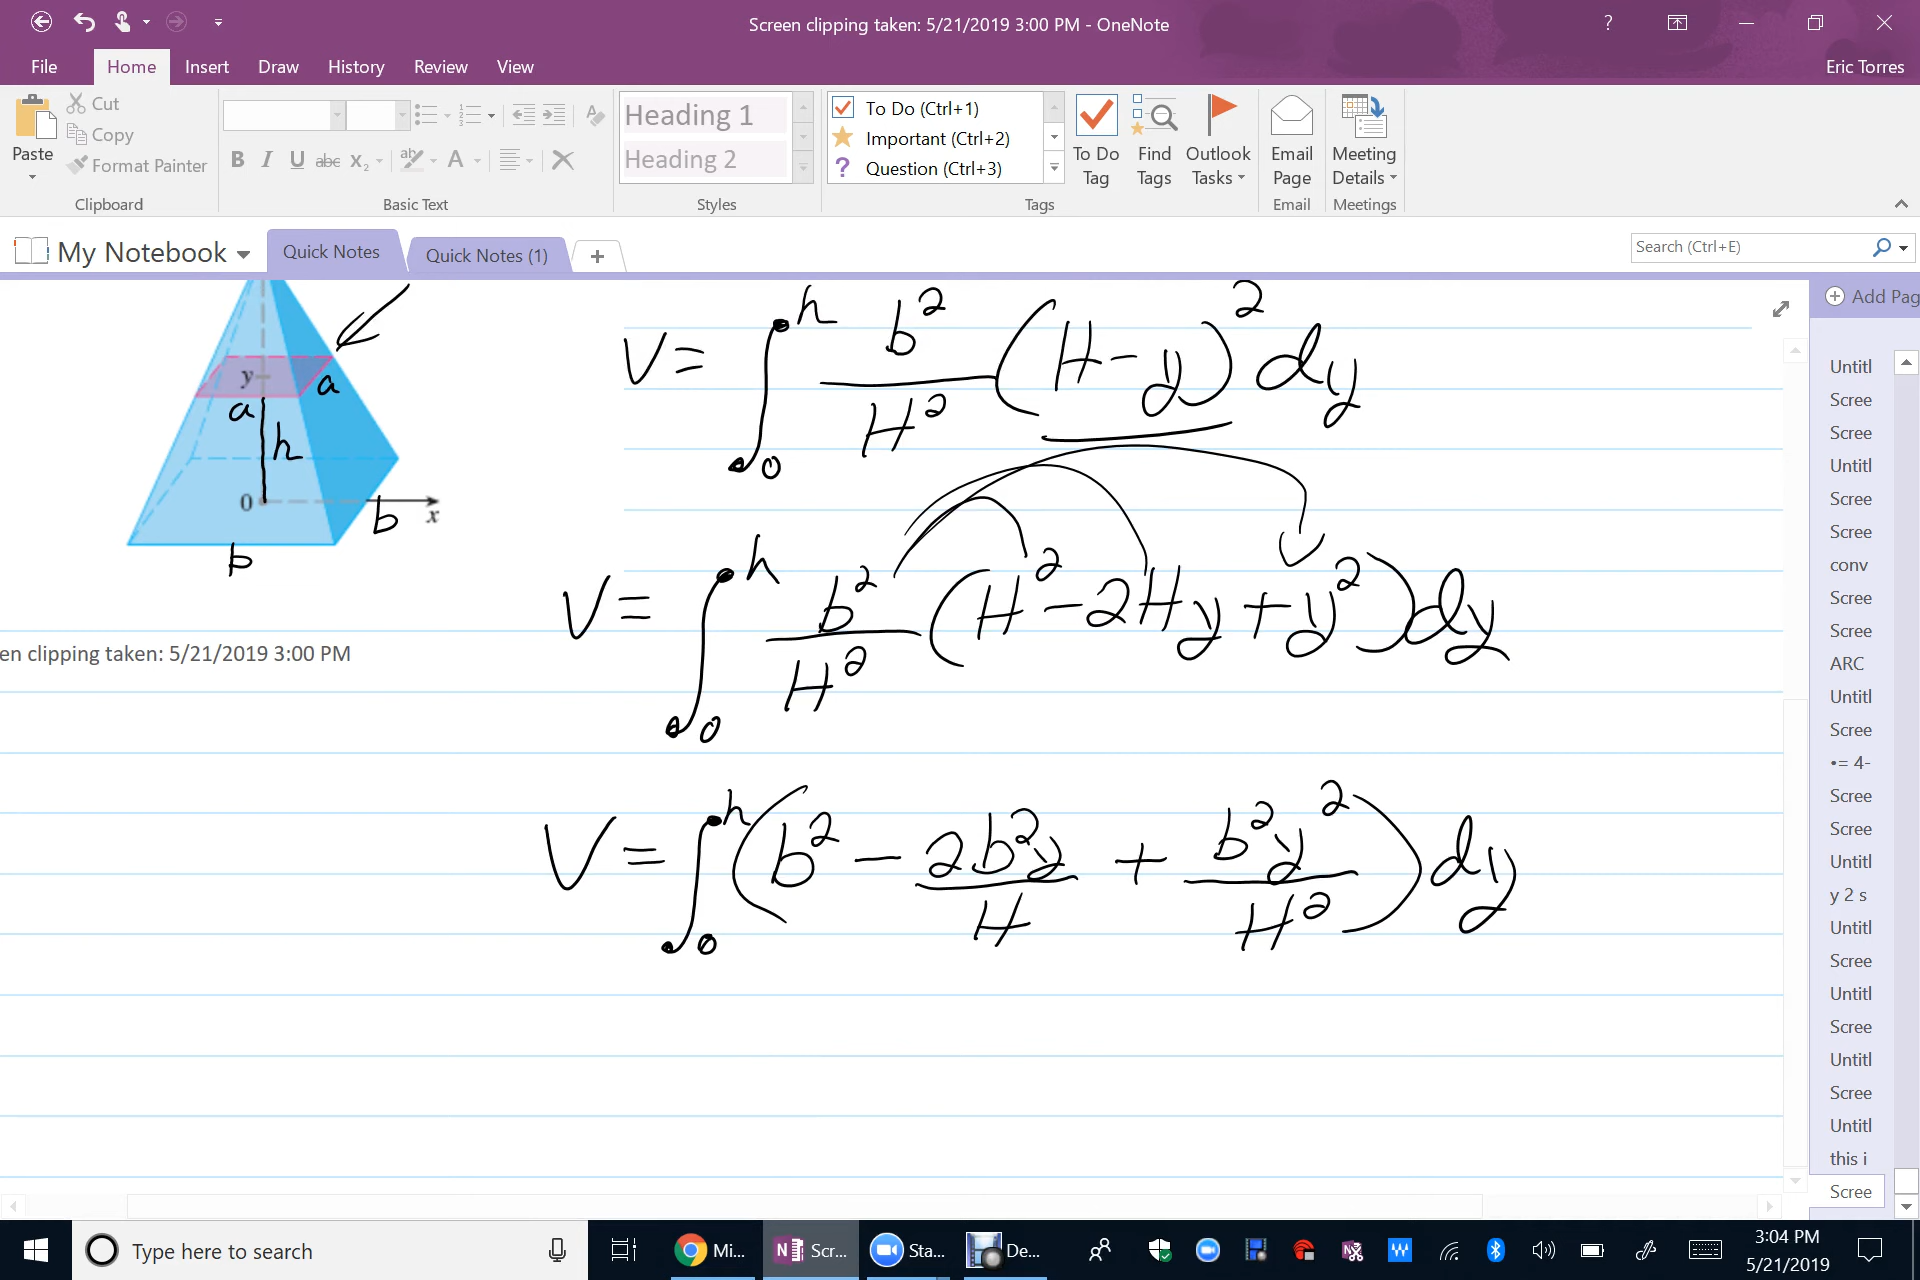 Screen clipping taken: 5/21/2019 3:00 PM - OneNote
?
File Home Insert Draw History Review View
Eric Torres
Paste
Cut
Copy
Format Painter
Clipboard
B I U abc X₂ ab A
Basic Text
Heading 1
Heading 2
Styles
To Do (Ctrl+1)
Important (Ctrl+2)
? Question (Ctrl+3)
Tags
To Do Tag
Find Tags
Outlook Tasks
Email Page
Email
Meeting Details
Meetings
My Notebook
Quick Notes
Quick Notes (1)
+
Search (Ctrl+E)
Add Pag
y
a
a
h
0
b
x
b
en clipping taken: 5/21/2019 3:00 PM
V = ∫₀ʰ b²/H² (H-y)² dy
V = ∫₀ʰ b²/H² (H² - 2Hy + y²) dy
V = ∫₀ʰ (b² - 2b²y/H + b²y²/H²) dy
Untitl
Scree
Scree
Untitl
Scree
Scree
conv
Scree
Scree
ARC
Untitl
Scree
•= 4-
Scree
Scree
Untitl
y 2 s
Untitl
Scree
Untitl
Scree
Untitl
Scree
Untitl
this i
Scree
Type here to search
Mi...
Scr...
Sta...
De...
3:04 PM
5/21/2019